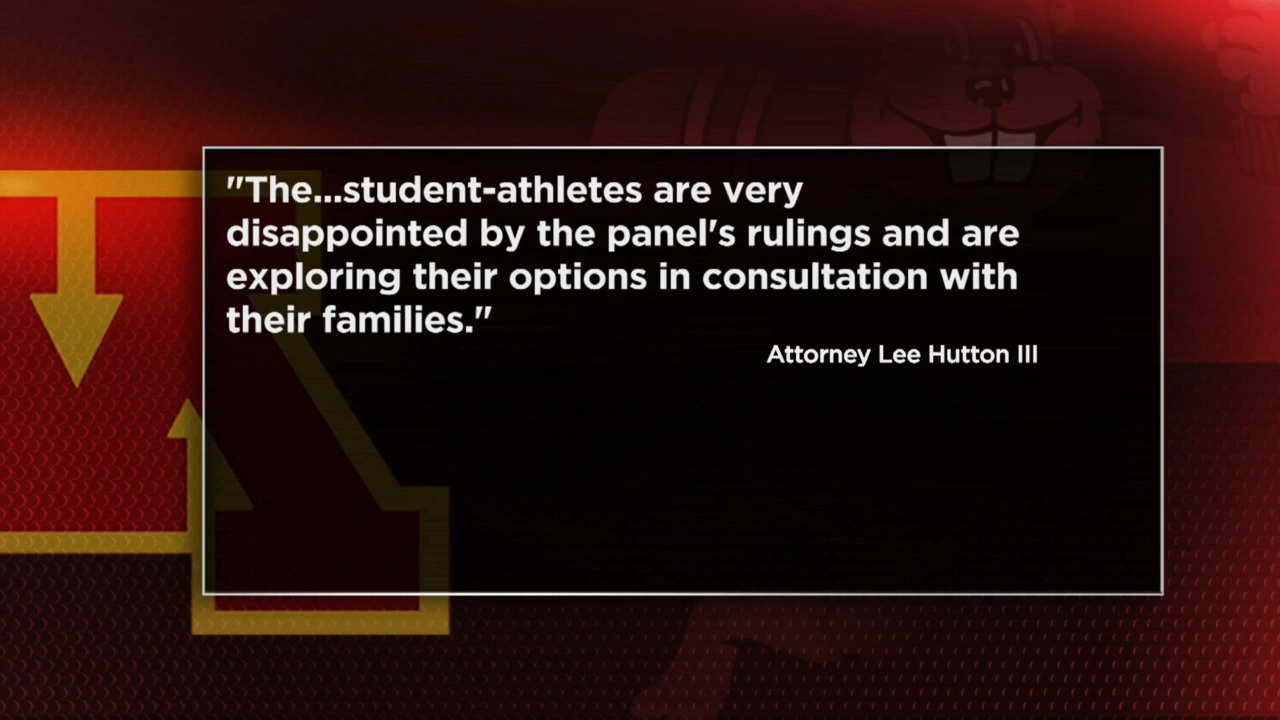 "The...student-athletes are very
disappointed by the panel's rulings and are
exploring their options in consultation with
their families."
Attorney Lee Hutton III